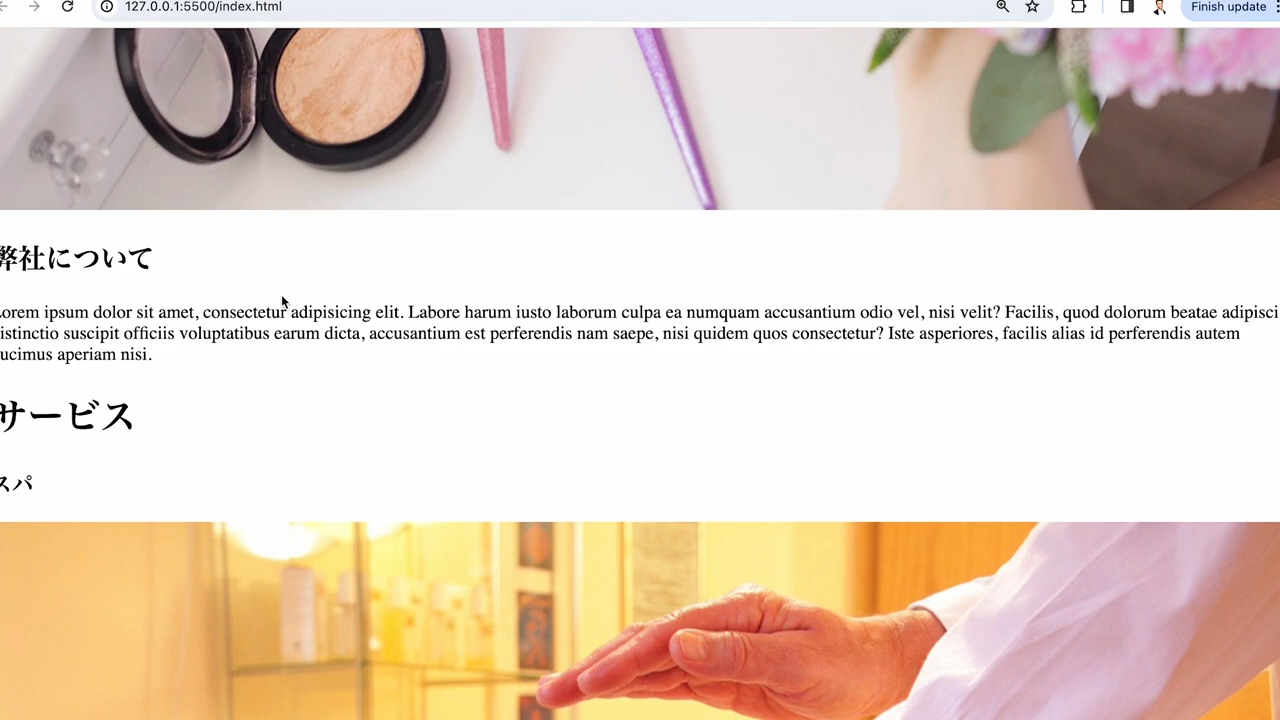 127.0.0.1:5500/index.html
Finish update
弊社について
orem ipsum dolor sit amet, consectetur adipisicing elit. Labore harum iusto laborum culpa ea numquam accusantium odio vel, nisi velit? Facilis, quod dolorum beatae adipisci
istinctio suscipit officiis voluptatibus earum dicta, accusantium est perferendis nam saepe, nisi quidem quos consectetur? Iste asperiores, facilis alias id perferendis autem
ucimus aperiam nisi.
サービス
スパ